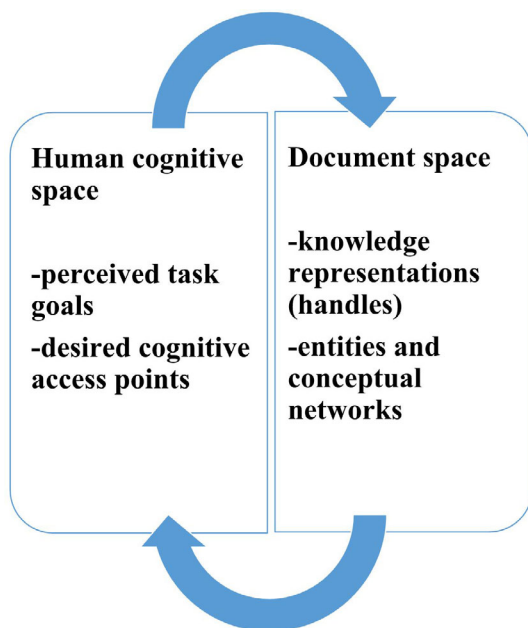 Human cognitive
space
-perceived task
goals
-desired cognitive
access points
Document space
-knowledge
representations
(handles)
-entities and
conceptual
networks